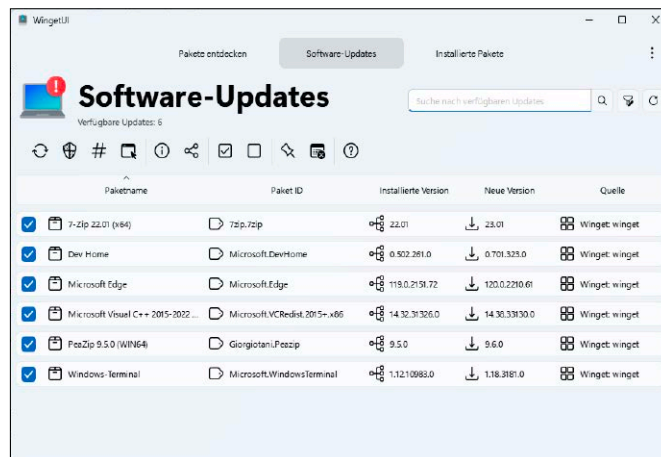 WingetUI
Pakete entdecken Software-Updates Installierte Pakete
Software-Updates
Verfügbare Updates: 6
Suche nach verfügbaren Updates
Paketname Paket ID Installierte Version Neue Version Quelle
7-Zip 22.01 (x64) 7zip.7zip 22.01 23.01 Winget: winget
Dev Home Microsoft.DevHome 0.502.261.0 0.701.323.0 Winget: winget
Microsoft Edge Microsoft.Edge 119.0.2151.72 120.0.2210.61 Winget: winget
Microsoft Visual C++ 2015-2022 ... Microsoft.VCRedist.2015+.x86 14.32.31326.0 14.38.33130.0 Winget: winget
PeaZip 9.5.0 (WIN64) Giorgiotani.Peazip 9.5.0 9.6.0 Winget: winget
Windows-Terminal Microsoft.WindowsTerminal 1.12.10983.0 1.18.3181.0 Winget: winget